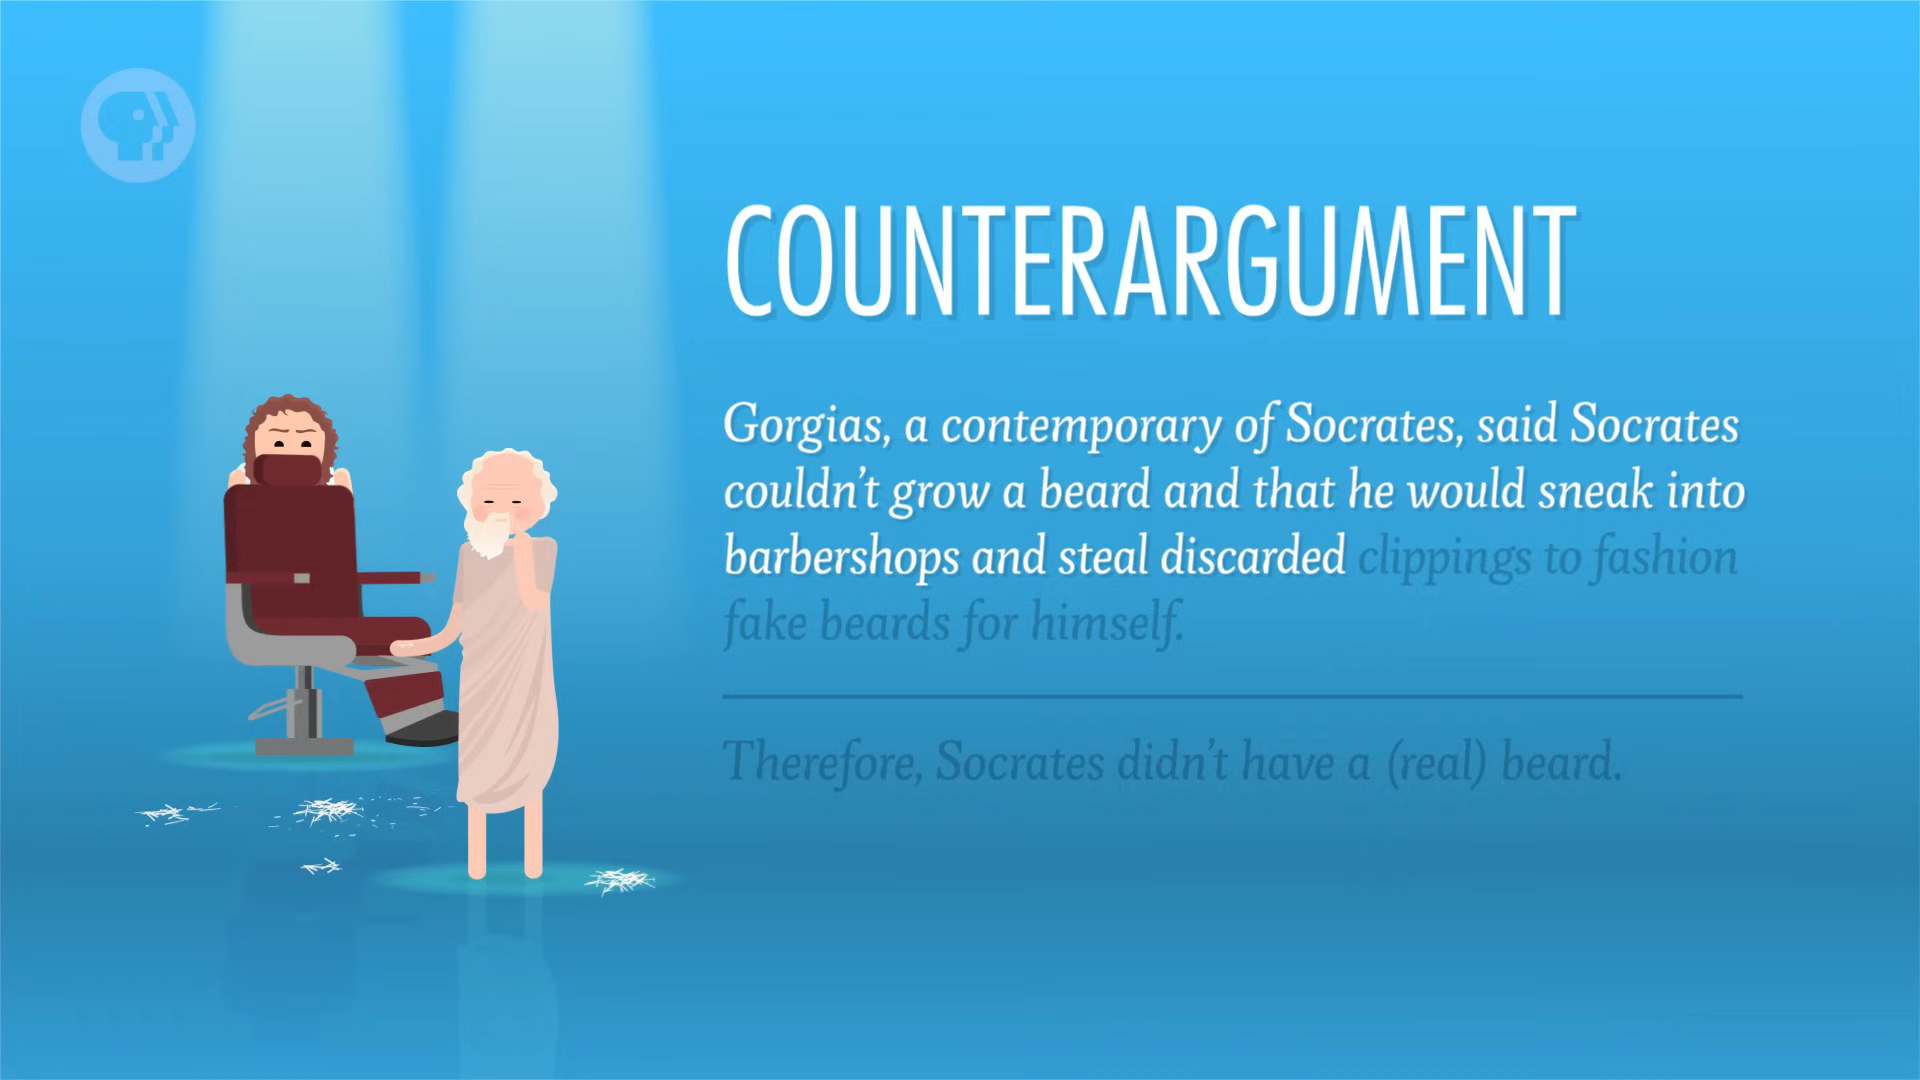 COUNTERARGUMENT
Gorgias, a contemporary of Socrates, said Socrates
couldn't grow a beard and that he would sneak into
barbershops and steal discarded clippings to fashion
fake beards for himself.
Therefore, Socrates didn't have a (real) beard.